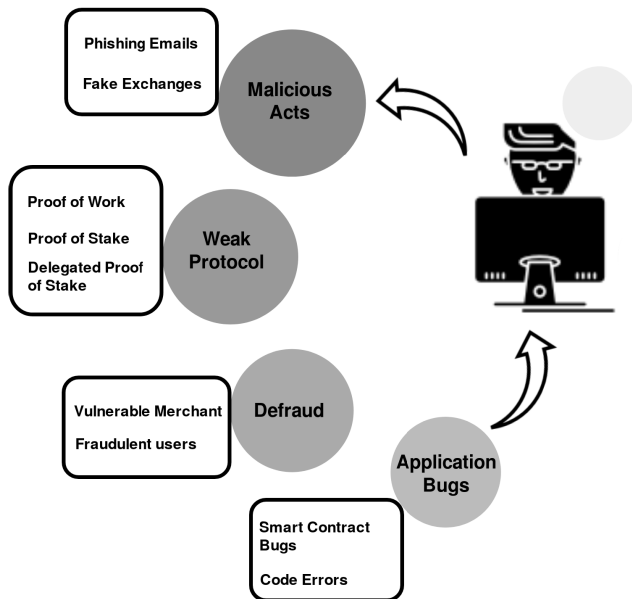 Phishing Emails
Fake Exchanges
Malicious
Acts
Proof of Work
Proof of Stake
Delegated Proof
of Stake
Weak
Protocol
Vulnerable Merchant
Fraudulent users
Defraud
Application
Bugs
Smart Contract
Bugs
Code Errors